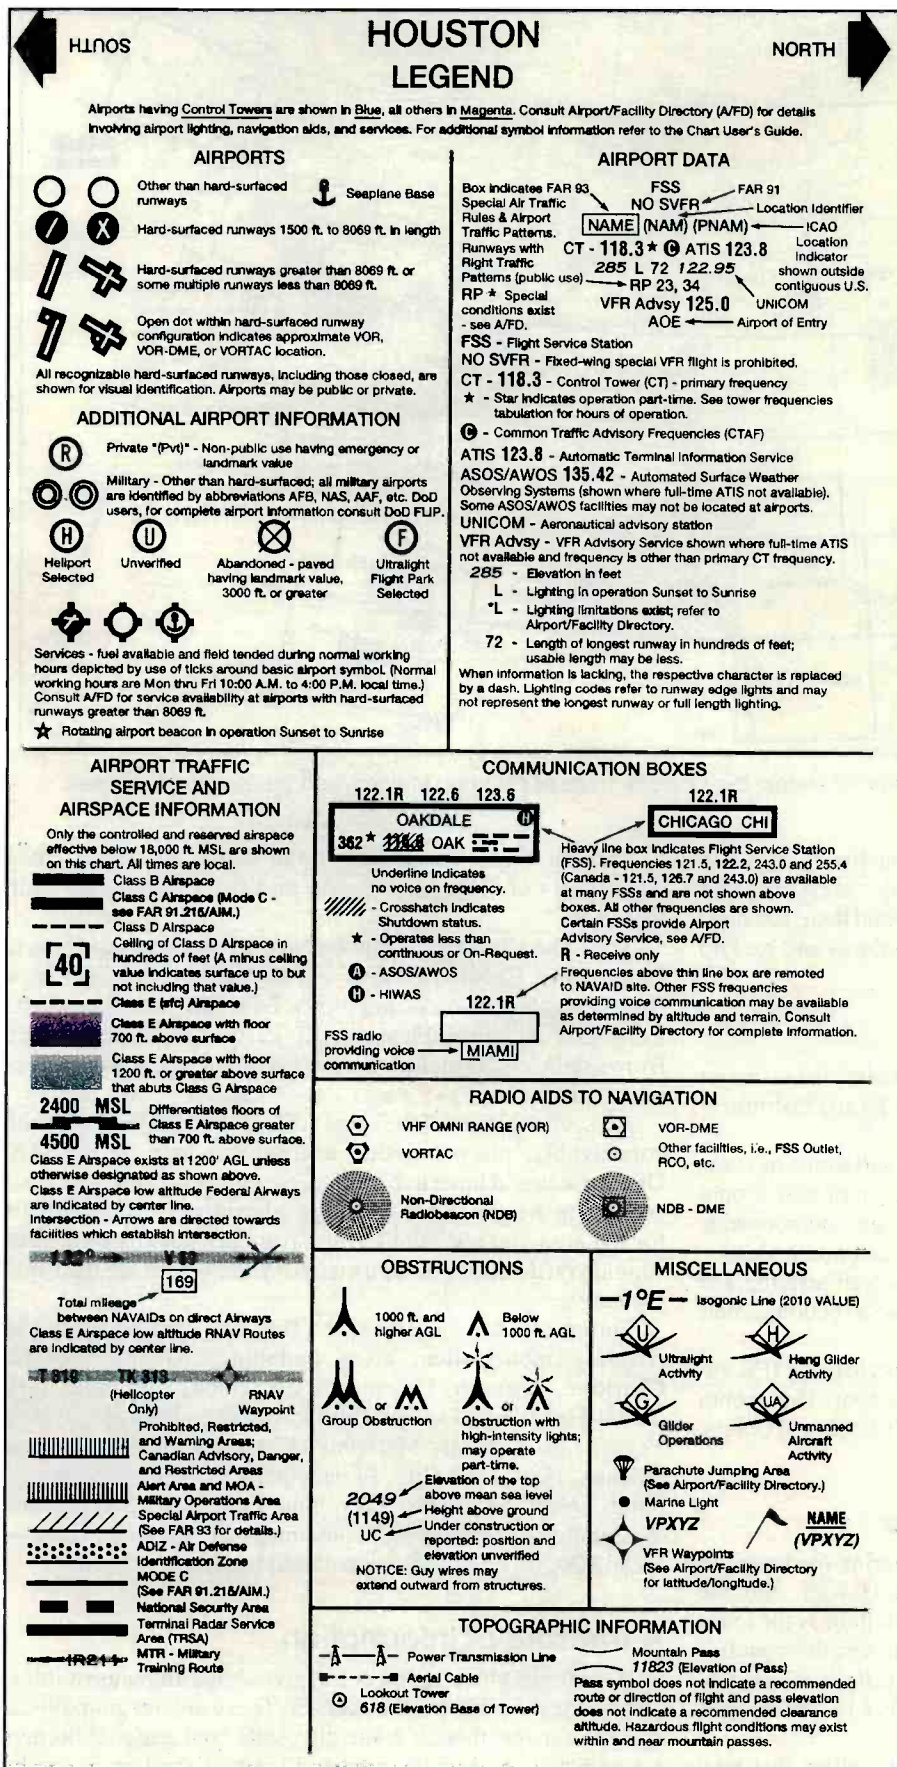 HOUSTON
LEGEND
SOUTH
NORTH
Airports having Control Towers are shown in Blue, all others in Magenta. Consult Airport/Facility Directory (A/FD) for details
involving airport lighting, navigation aids, and services. For additional symbol information refer to the Chart User's Guide.
AIRPORTS
Other than hard-surfaced
runways
Seaplane Base
Hard-surfaced runways 1500 ft. to 8069 ft. in length
Hard-surfaced runways greater than 8069 ft. or
some multiple runways less than 8069 ft.
Open dot within hard-surfaced runway
configuration indicates approximate VOR,
VOR-DME, or VORTAC location.
All recognizable hard-surfaced runways, including those closed, are
shown for visual identification. Airports may be public or private.
ADDITIONAL AIRPORT INFORMATION
R
Private "(Pvt)" - Non-public use having emergency or
landmark value
Military - Other than hard-surfaced; all military airports
are identified by abbreviations AFB, NAS, AAF, etc. DoD
users, for complete airport information consult DoD FLIP.
H
U
F
Heliport
Selected
Unverified
Abandoned - paved
having landmark value,
3000 ft. or greater
Ultralight
Flight Park
Selected
Services - fuel available and field tended during normal working
hours depicted by use of ticks around basic airport symbol. (Normal
working hours are Mon thru Fri 10:00 A.M. to 4:00 P.M. local time.)
Consult A/FD for service availability at airports with hard-surfaced
runways greater than 8069 ft.
☆ Rotating airport beacon in operation Sunset to Sunrise
AIRPORT DATA
Box indicates FAR 93
Special Air Traffic
Rules & Airport
Traffic Patterns.
Runways with
Right Traffic
Patterns (public use)
RP ★ Special
conditions exist
- see A/FD.
FSS
NO SVFR
NAME (NAM) (PNAM)
CT - 118.3 ★ C ATIS 123.8
285 L 72 122.95
RP 23, 34
VFR Advsy 125.0
AOE
FAR 91
Location Identifier
ICAO
Location
Indicator
shown outside
contiguous U.S.
UNICOM
Airport of Entry
FSS - Flight Service Station
NO SVFR - Fixed-wing special VFR flight is prohibited.
CT - 118.3 - Control Tower (CT) - primary frequency
★ - Star indicates operation part-time. See tower frequencies
tabulation for hours of operation.
C - Common Traffic Advisory Frequencies (CTAF)
ATIS 123.8 - Automatic Terminal Information Service
ASOS/AWOS 135.42 - Automated Surface Weather
Observing Systems (shown where full-time ATIS not available).
Some ASOS/AWOS facilities may not be located at airports.
UNICOM - Aeronautical advisory station
VFR Advsy - VFR Advisory Service shown where full-time ATIS
not available and frequency is other than primary CT frequency.
285 - Elevation in feet
L - Lighting in operation Sunset to Sunrise
*L - Lighting limitations exist; refer to
Airport/Facility Directory.
72 - Length of longest runway in hundreds of feet;
usable length may be less.
When information is lacking, the respective character is replaced
by a dash. Lighting codes refer to runway edge lights and may
not represent the longest runway or full length lighting.
AIRPORT TRAFFIC
SERVICE AND
AIRSPACE INFORMATION
Only the controlled and reserved airspace
effective below 18,000 ft. MSL are shown
on this chart. All times are local.
Class B Airspace
Class C Airspace (Mode C -
see FAR 91.215/AIM.)
Class D Airspace
40
Ceiling of Class D Airspace in
hundreds of feet (A minus ceiling
value indicates surface up to but
not including that value.)
Class E (sfc) Airspace
Class E Airspace with floor
700 ft. above surface
Class E Airspace with floor
1200 ft. or greater above surface
that abuts Class G Airspace
2400 MSL
4500 MSL
Differentiates floors of
Class E Airspace greater
than 700 ft. above surface.
Class E Airspace exists at 1200' AGL unless
otherwise designated as shown above.
Class E Airspace low altitude Federal Airways
are indicated by center line.
Intersection - Arrows are directed towards
facilities which establish intersection.
132° V 69
169
Total mileage
between NAVAIDs on direct Airways
Class E Airspace low altitude RNAV Routes
are indicated by center line.
T 319 TK 313
(Helicopter
Only)
RNAV
Waypoint
Prohibited, Restricted,
and Warning Areas;
Canadian Advisory, Danger,
and Restricted Areas
Alert Area and MOA -
Military Operations Area
Special Airport Traffic Area
(See FAR 93 for details.)
ADIZ - Air Defense
Identification Zone
MODE C
(See FAR 91.215/AIM.)
National Security Area
Terminal Radar Service
Area (TRSA)
IR211
MTR - Military
Training Route
COMMUNICATION BOXES
122.1R 122.6 123.6
OAKDALE H
362 ★ OAK
Underline indicates
no voice on frequency.
- Crosshatch indicates
Shutdown status.
★ - Operates less than
continuous or On-Request.
A - ASOS/AWOS
H - HIWAS
122.1R
FSS radio
providing voice
communication
MIAMI
122.1R
CHICAGO CHI
Heavy line box indicates Flight Service Station
(FSS). Frequencies 121.5, 122.2, 243.0 and 255.4
(Canada - 121.5, 126.7 and 243.0) are available
at many FSSs and are not shown above
boxes. All other frequencies are shown.
Certain FSSs provide Airport
Advisory Service, see A/FD.
R - Receive only
Frequencies above thin line box are remoted
to NAVAID site. Other FSS frequencies
providing voice communication may be available
as determined by altitude and terrain. Consult
Airport/Facility Directory for complete information.
RADIO AIDS TO NAVIGATION
VHF OMNI RANGE (VOR)
VORTAC
Non-Directional
Radiobeacon (NDB)
VOR-DME
Other facilities, i.e., FSS Outlet,
RCO, etc.
NDB - DME
OBSTRUCTIONS
1000 ft. and
higher AGL
Below
1000 ft. AGL
or
Group Obstruction
or
Obstruction with
high-intensity lights;
may operate
part-time.
2049
(1149)
UC
Elevation of the top
above mean sea level
Height above ground
Under construction or
reported: position and
elevation unverified
NOTICE: Guy wires may
extend outward from structures.
MISCELLANEOUS
1°E Isogonic Line (2010 VALUE)
U
Ultralight
Activity
H
Hang Glider
Activity
G
Glider
Operations
UA
Unmanned
Aircraft
Activity
Parachute Jumping Area
(See Airport/Facility Directory.)
Marine Light
VPXYZ
NAME
(VPXYZ)
VFR Waypoints
(See Airport/Facility Directory
for latitude/longitude.)
TOPOGRAPHIC INFORMATION
Power Transmission Line
Aerial Cable
Lookout Tower
618 (Elevation Base of Tower)
Mountain Pass
11823 (Elevation of Pass)
Pass symbol does not indicate a recommended
route or direction of flight and pass elevation
does not indicate a recommended clearance
altitude. Hazardous flight conditions may exist
within and near mountain passes.